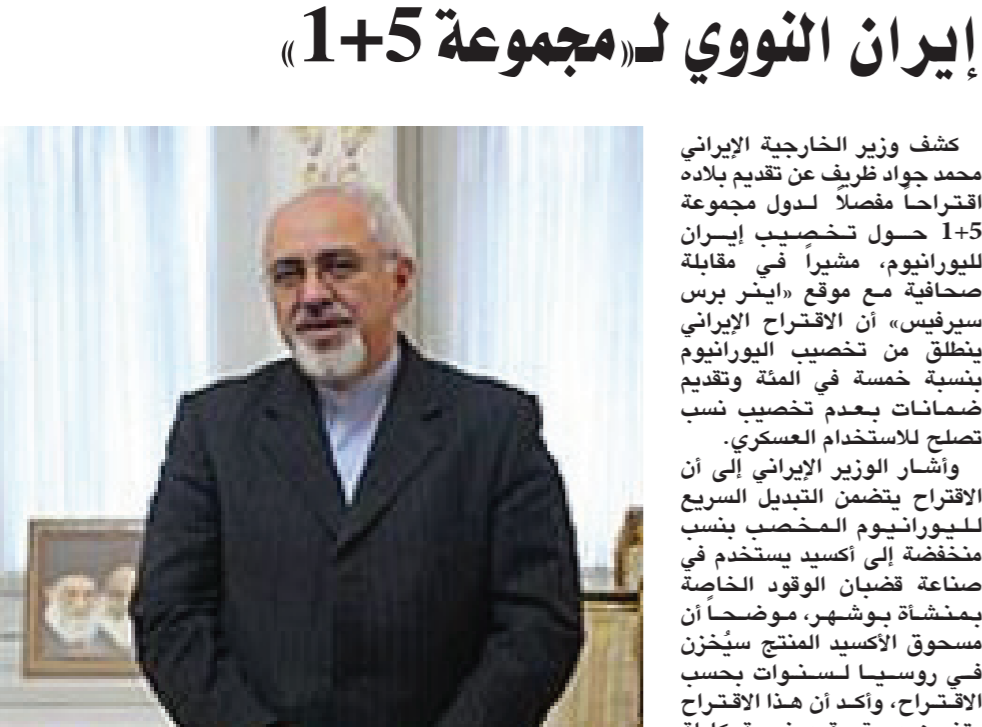 إيران النووي لـ«مجموعة 5+1»
كشف وزير الخارجية الإيراني
محمد جواد ظريف عن تقديم بلاده
اقتراحاً مفصلاً لدول مجموعة
5+1 حول تخصيب إيران
لليورانيوم، مشيراً في مقابلة
صحافية مع موقع «اينر برس
سيرفيس» أن الاقتراح الإيراني
ينطلق من تخصيب اليورانيوم
بنسبة خمسة في المئة وتقديم
ضمانات بعدم تخصيب نسب
تصلح للاستخدام العسكري.
وأشار الوزير الإيراني إلى أن
الاقتراح يتضمن التبديل السريع
لليورانيوم المخصب بنسب
منخفضة إلى أكسيد يستخدم في
صناعة قضبان الوقود الخاصة
بمنشأة بوشهر، موضحاً أن
مسحوق الأكسيد المنتج سيُخزن
في روسيا لسنوات بحسب
الاقتراح، وأكد أن هذا الاقتراح